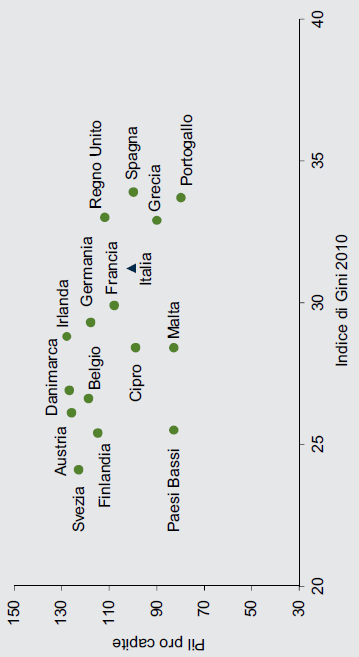 Pil pro capite
150
130
110
90
70
50
30
Svezia
Austria
Finlandia
Danimarca
Belgio
Irlanda
Germania
Francia
Regno Unito
Paesi Bassi
Cipro
Malta
Italia
Grecia
Spagna
Portogallo
20
25
30
35
40
Indice di Gini 2010